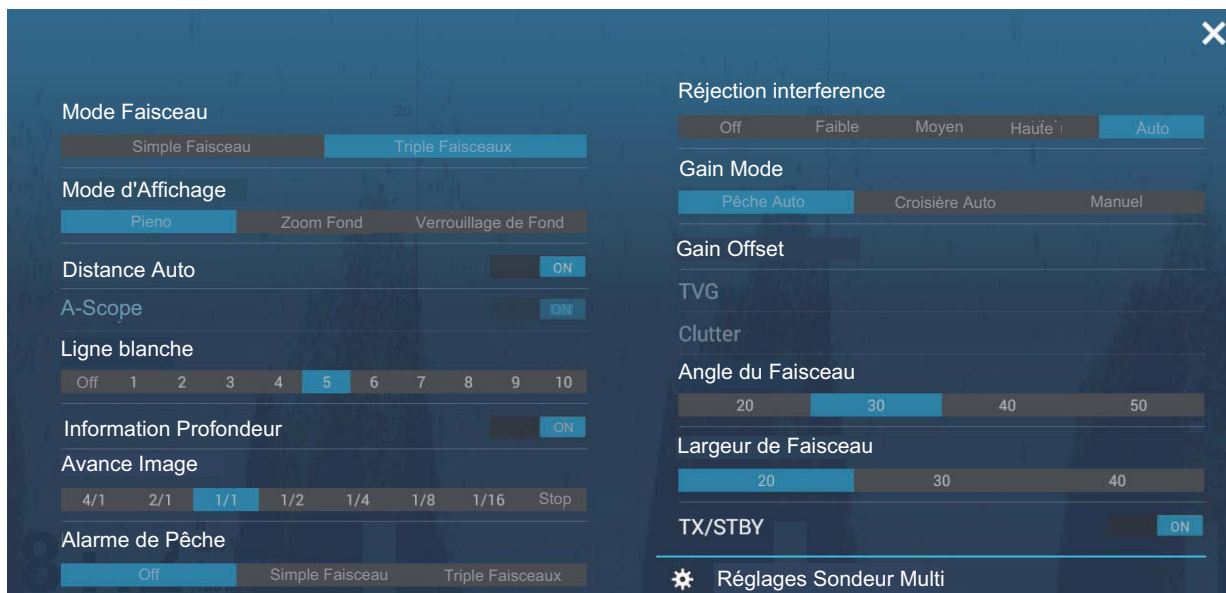 Mode Faisceau
Simple Faisceau Triple Faisceaux
Mode d'Affichage
Pieno Zoom Fond Verrouillage de Fond
Distance Auto ON
A-Scope ON
Ligne blanche
Off 1 2 3 4 5 6 7 8 9 10
Information Profondeur ON
Avance Image
4/1 2/1 1/1 1/2 1/4 1/8 1/16 Stop
Alarme de Pêche
Off Simple Faisceau Triple Faisceaux
Réjection interference
Off Faible Moyen Haute Auto
Gain Mode
Pêche Auto Croisière Auto Manuel
Gain Offset
TVG
Clutter
Angle du Faisceau
20 30 40 50
Largeur de Faisceau
20 30 40
TX/STBY ON
Réglages Sondeur Multi